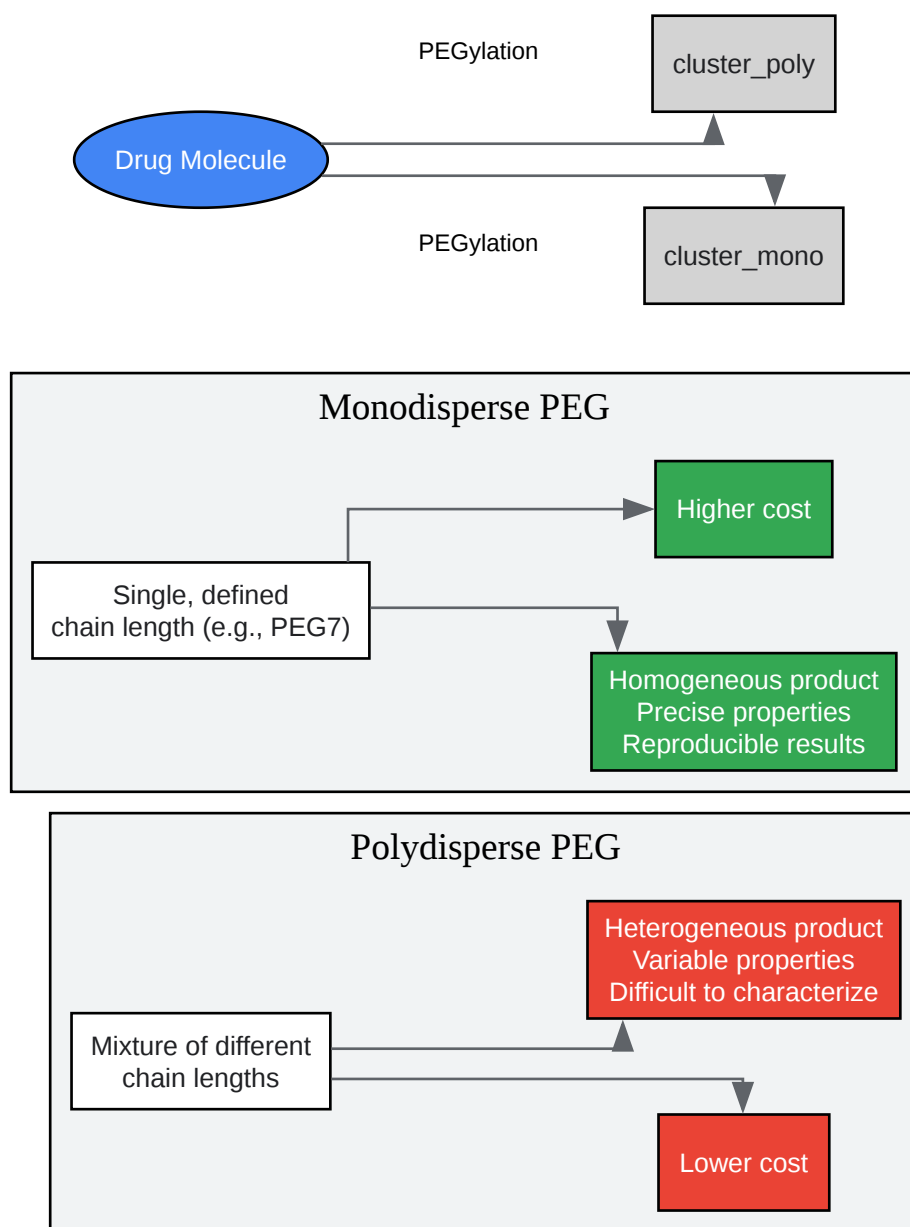 PEGylation
cluster_poly
Drug Molecule
PEGylation
cluster_mono
Monodisperse PEG
Higher cost
Single, defined
chain length (e.g., PEG7)
Homogeneous product
Precise properties
Reproducible results
Polydisperse PEG
Heterogeneous product
Variable properties
Difficult to characterize
Mixture of different
chain lengths
Lower cost